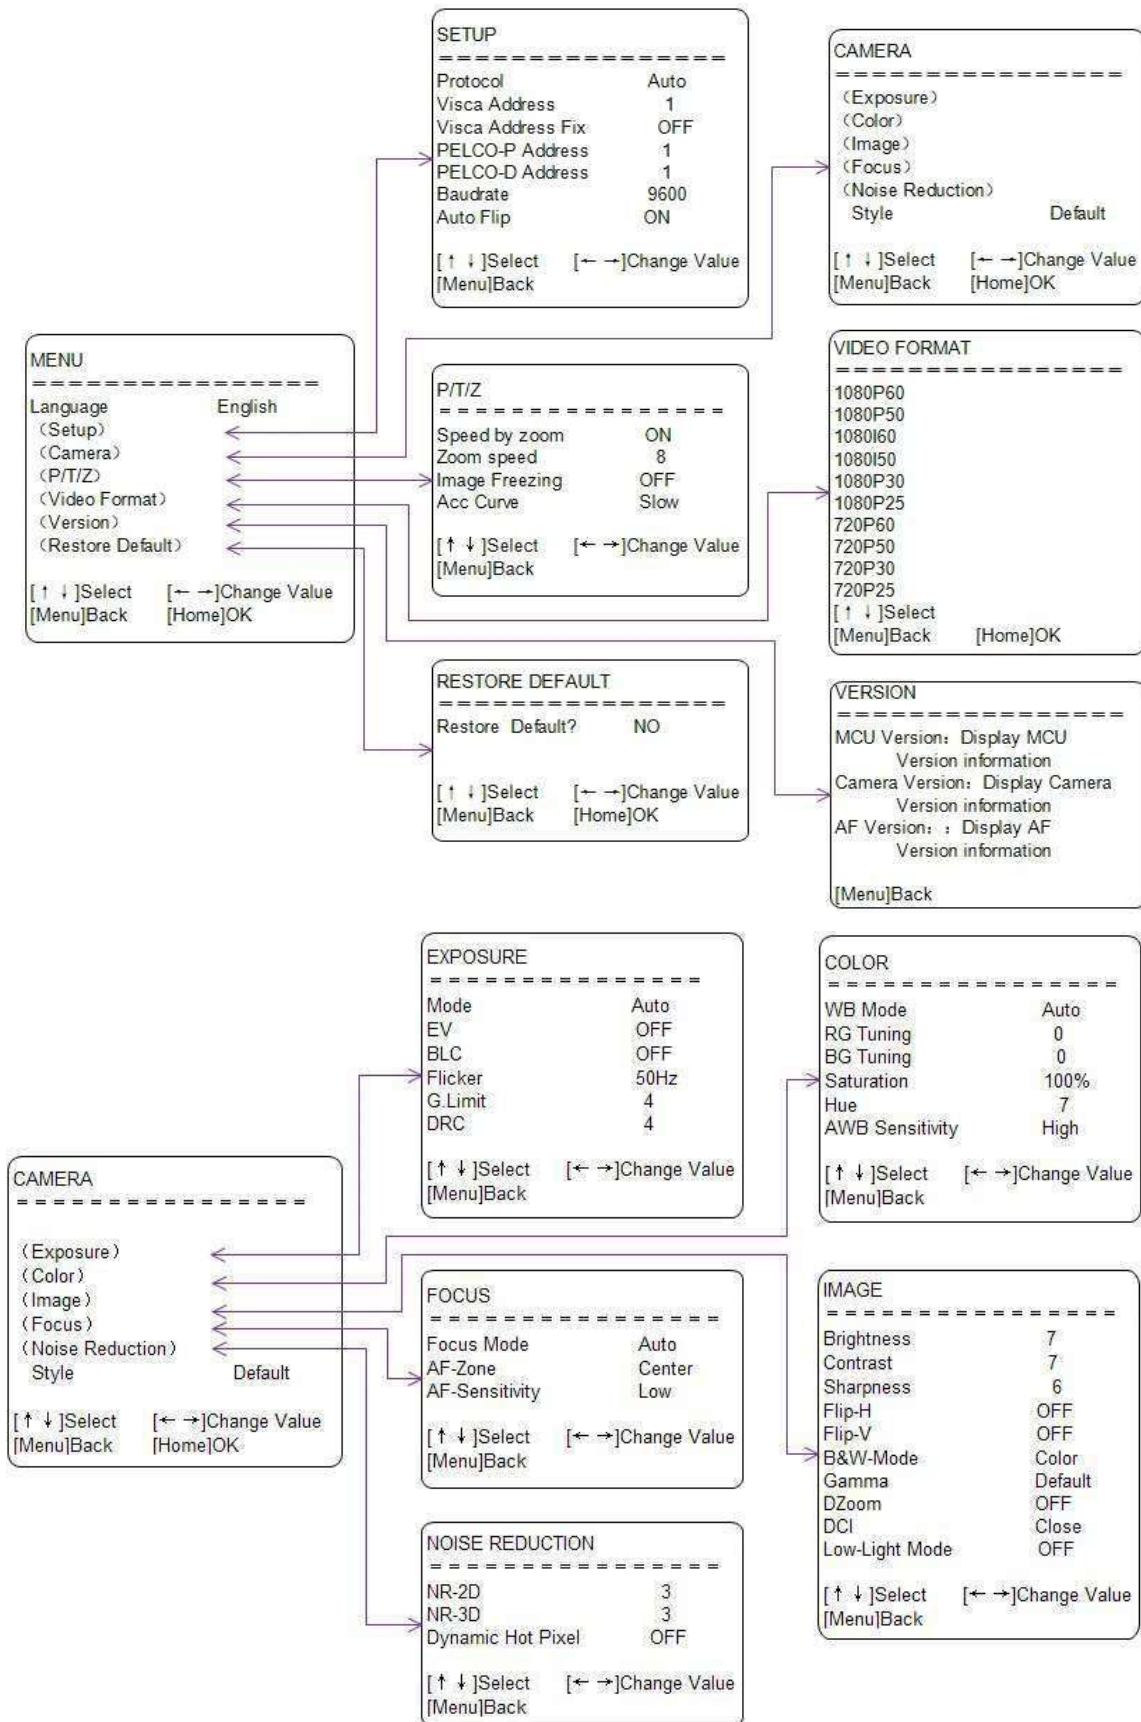 SETUP
= = = = = = = = = = = = = = = =
Protocol Auto
Visca Address 1
Visca Address Fix OFF
PELCO-P Address 1
PELCO-D Address 1
Baudrate 9600
Auto Flip ON
[↑ ↓]Select [← →]Change Value
[Menu]Back
CAMERA
= = = = = = = = = = = = = = = =
(Exposure)
(Color)
(Image)
(Focus)
(Noise Reduction)
Style Default
[↑ ↓]Select [← →]Change Value
[Menu]Back [Home]OK
MENU
= = = = = = = = = = = = = = = =
Language English
(Setup)
(Camera)
(P/T/Z)
(Video Format)
(Version)
(Restore Default)
[↑ ↓]Select [← →]Change Value
[Menu]Back [Home]OK
P/T/Z
= = = = = = = = = = = = = = = =
Speed by zoom ON
Zoom speed 8
Image Freezing OFF
Acc Curve Slow
[↑ ↓]Select [← →]Change Value
[Menu]Back
VIDEO FORMAT
= = = = = = = = = = = = = = = =
1080P60
1080P50
1080I60
1080I50
1080P30
1080P25
720P60
720P50
720P30
720P25
[↑ ↓]Select
[Menu]Back [Home]OK
RESTORE DEFAULT
= = = = = = = = = = = = = = = =
Restore Default? NO
[↑ ↓]Select [← →]Change Value
[Menu]Back [Home]OK
VERSION
= = = = = = = = = = = = = = = =
MCU Version: Display MCU
Version information
Camera Version: Display Camera
Version information
AF Version: : Display AF
Version information
[Menu]Back
EXPOSURE
= = = = = = = = = = = = = = = =
Mode Auto
EV OFF
BLC OFF
Flicker 50Hz
G.Limit 4
DRC 4
[↑ ↓]Select [← →]Change Value
[Menu]Back
COLOR
= = = = = = = = = = = = = = = =
WB Mode Auto
RG Tuning 0
BG Tuning 0
Saturation 100%
Hue 7
AWB Sensitivity High
[↑ ↓]Select [← →]Change Value
[Menu]Back
CAMERA
= = = = = = = = = = = = = = = =
(Exposure)
(Color)
(Image)
(Focus)
(Noise Reduction)
Style Default
[↑ ↓]Select [← →]Change Value
[Menu]Back [Home]OK
FOCUS
= = = = = = = = = = = = = = = =
Focus Mode Auto
AF-Zone Center
AF-Sensitivity Low
[↑ ↓]Select [← →]Change Value
[Menu]Back
IMAGE
= = = = = = = = = = = = = = = =
Brightness 7
Contrast 7
Sharpness 6
Flip-H OFF
Flip-V OFF
B&W-Mode Color
Gamma Default
DZoom OFF
DCI Close
Low-Light Mode OFF
[↑ ↓]Select [← →]Change Value
[Menu]Back
NOISE REDUCTION
= = = = = = = = = = = = = = = =
NR-2D 3
NR-3D 3
Dynamic Hot Pixel OFF
[↑ ↓]Select [← →]Change Value
[Menu]Back